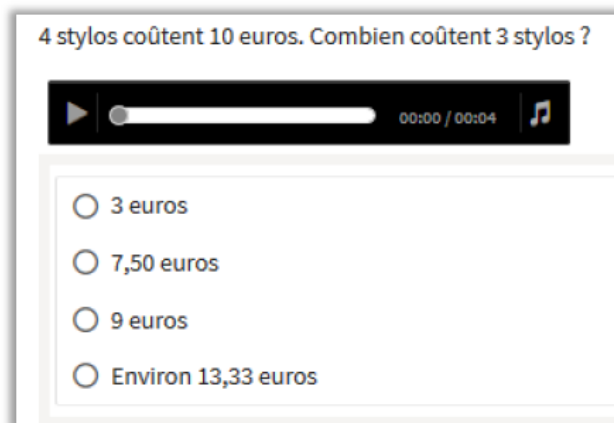 4 stylos coûtent 10 euros. Combien coûtent 3 stylos ?
00:00 / 00:04
3 euros
7,50 euros
9 euros
Environ 13,33 euros